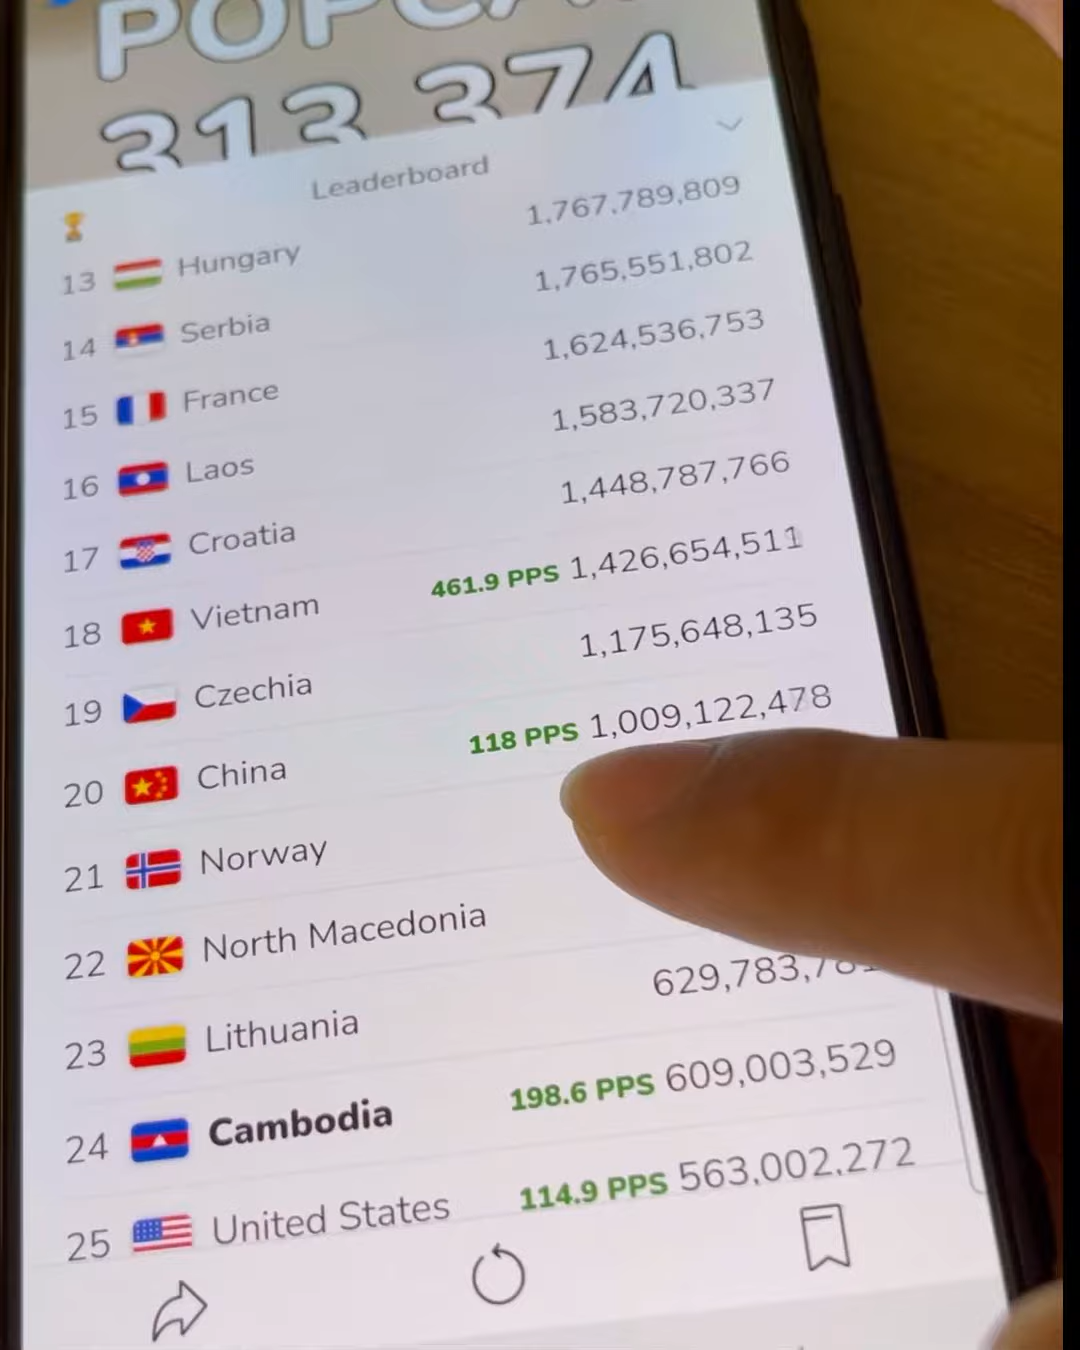 POPCA
313,374
Leaderboard
13 Hungary 1,767,789,809
14 Serbia 1,765,551,802
15 France 1,624,536,753
16 Laos 1,583,720,337
17 Croatia 1,448,787,766
18 Vietnam 461.9 PPS 1,426,654,511
19 Czechia 1,175,648,135
20 China 118 PPS 1,009,122,478
21 Norway
22 North Macedonia
23 Lithuania
24 Cambodia 198.6 PPS 609,003,529
25 United States 114.9 PPS 563,002,272